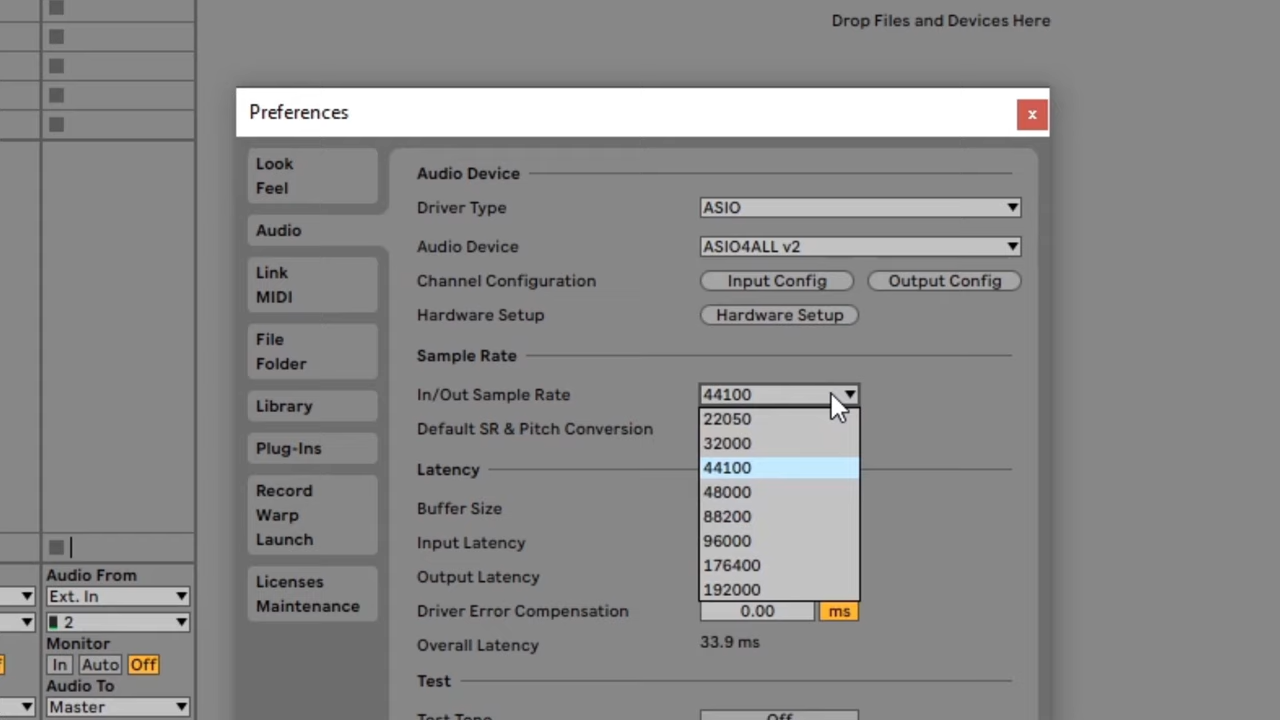 Drop Files and Devices Here
Preferences
x
Look
Feel
Audio
Link
MIDI
File
Folder
Library
Plug-Ins
Record
Warp
Launch
Licenses
Maintenance
Audio Device
Driver Type ASIO
Audio Device ASIO4ALL v2
Channel Configuration Input Config Output Config
Hardware Setup Hardware Setup
Sample Rate
In/Out Sample Rate 44100
22050
32000
44100
48000
88200
96000
176400
192000
Default SR & Pitch Conversion
Latency
Buffer Size
Input Latency
Output Latency
Driver Error Compensation 0.00 ms
Overall Latency 33.9 ms
Test
Test Tone Off
Audio From
Ext. In
2
Monitor
In Auto Off
Audio To
Master